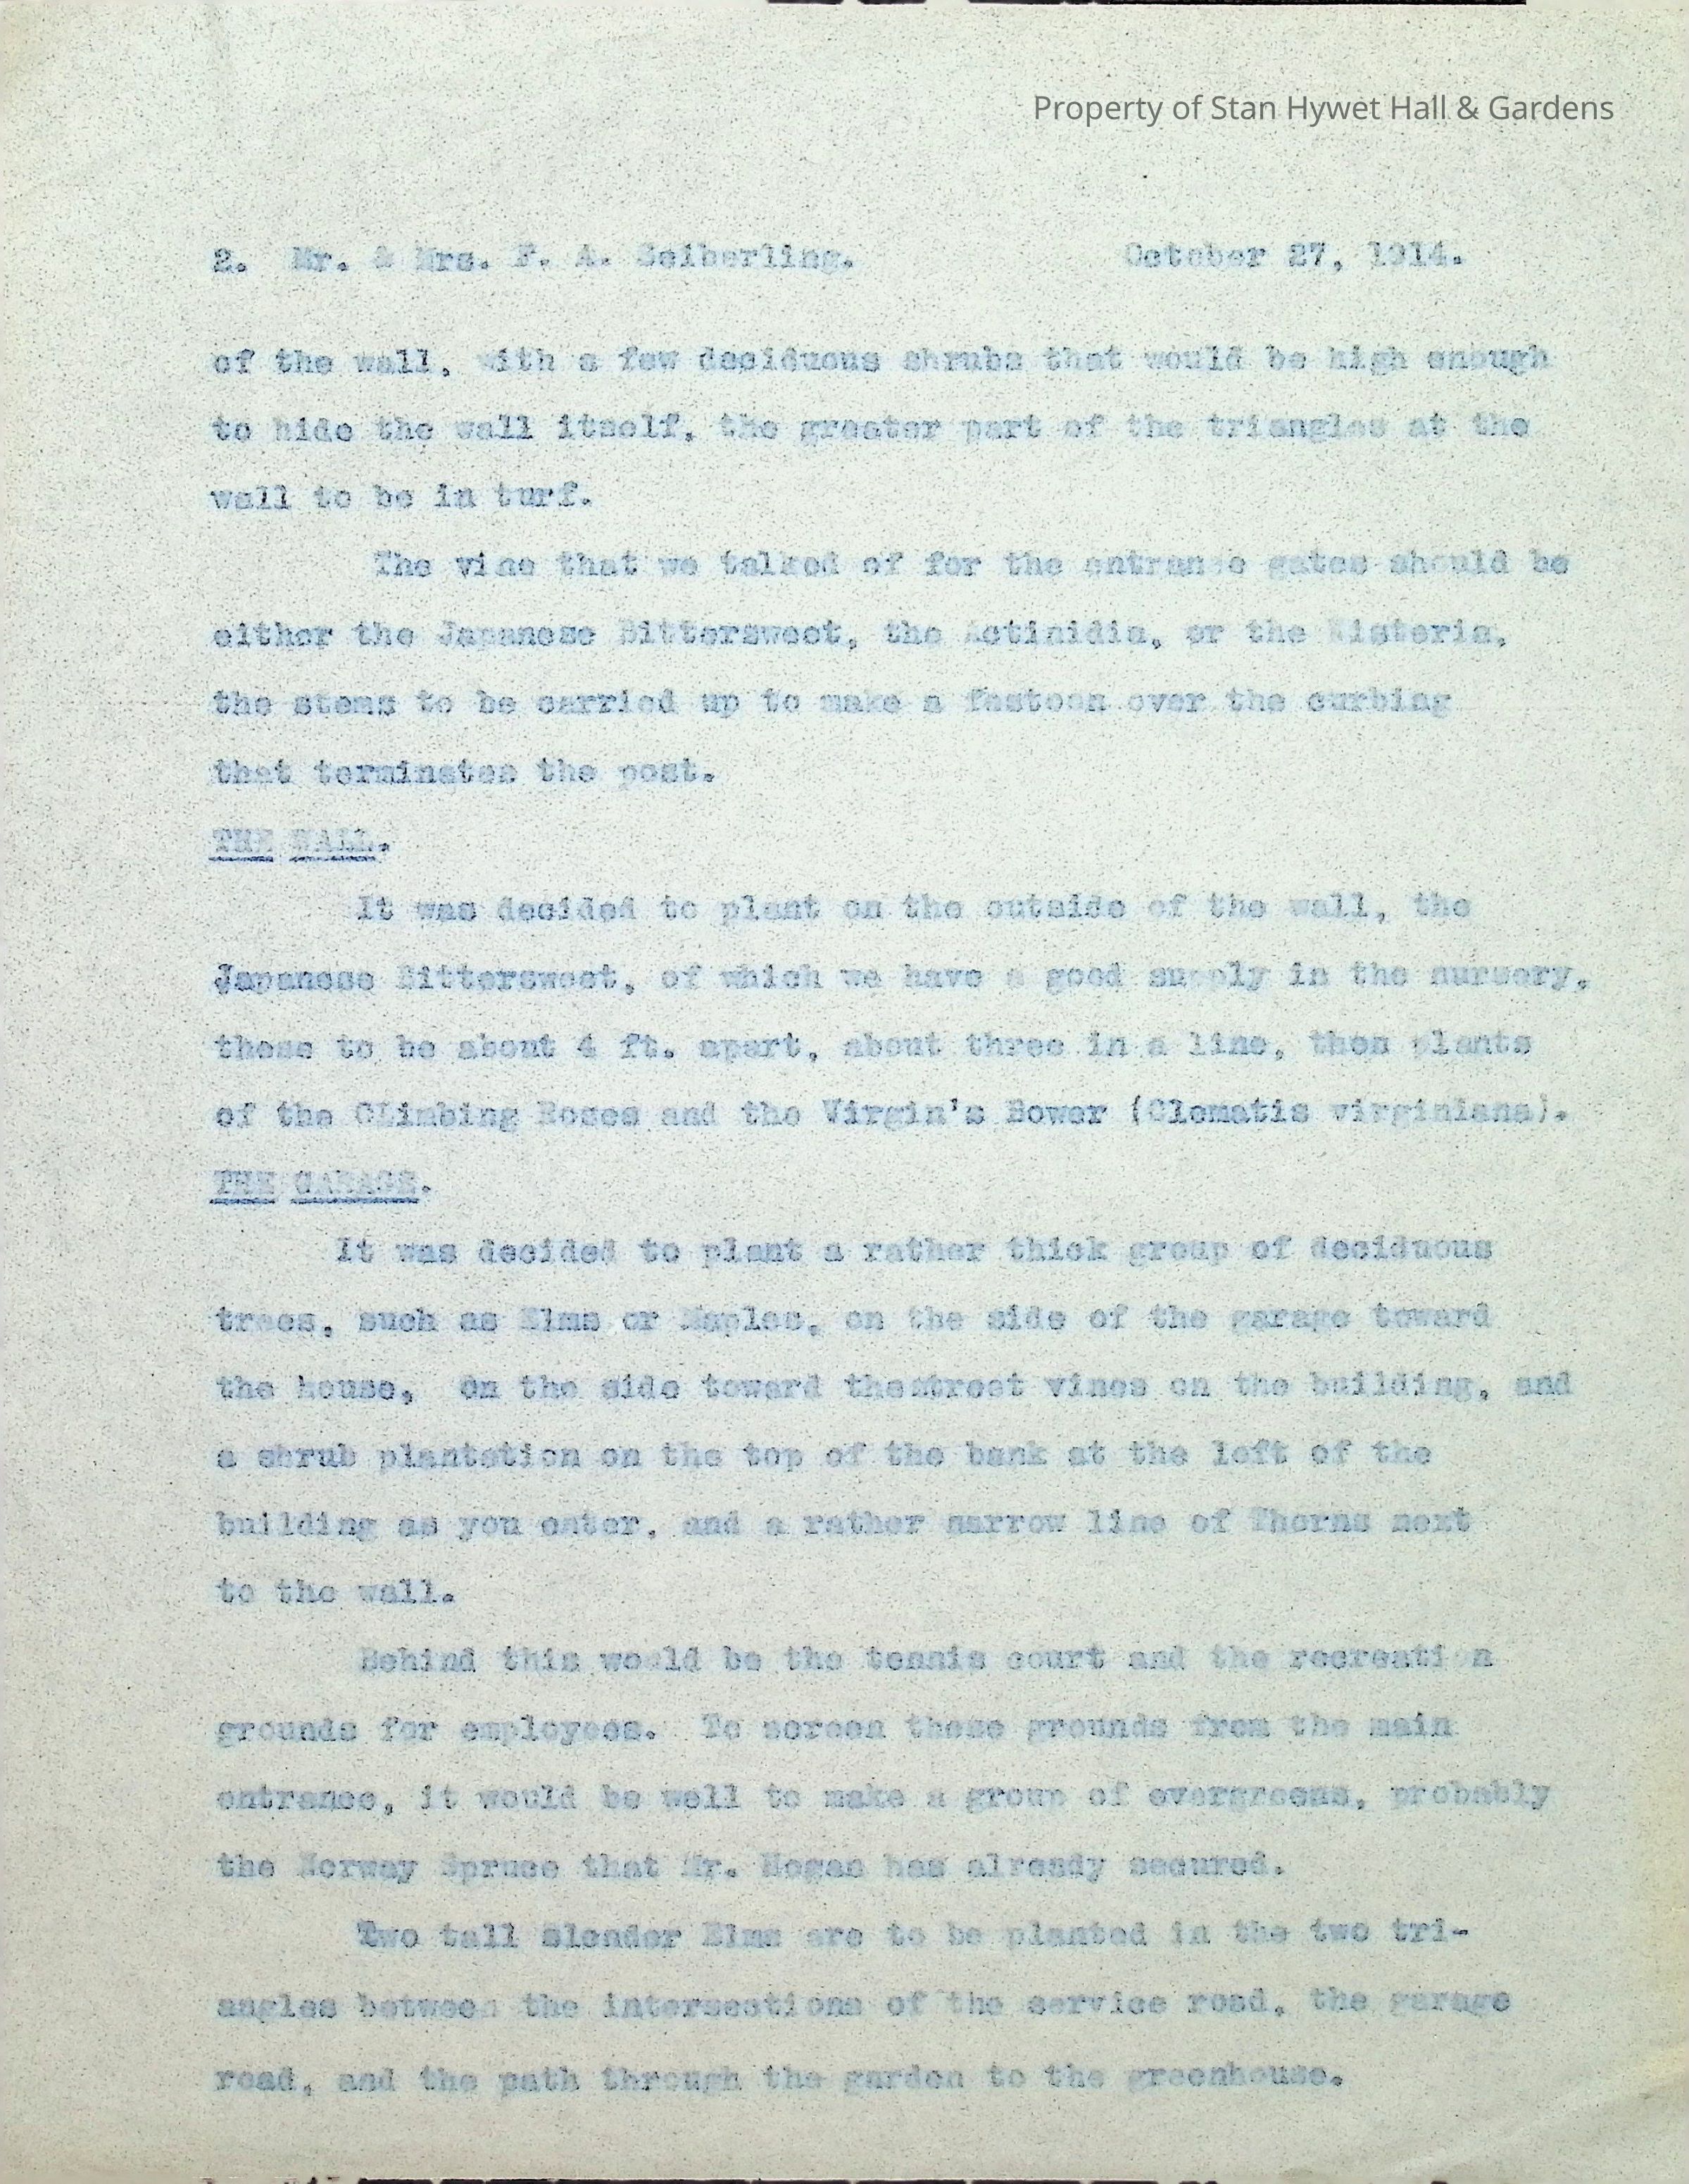 Property of Stan Hywet Hall & Gardens
2. Mr. & Mrs. F. A. Seiberling. October 27, 1914.
of the wall, with a few deciduous shrubs that would be high enough
to hide the wall itself, the greater part of the triangles at the
wall to be in turf.
The vine that we talked of for the entrance gates should be
either the Japanese Bittersweet, the Actinidia, or the Wisteria,
the stems to be carried up to make a festoon over the curbing
that terminates the post.
THE WALL.
It was decided to plant on the outside of the wall, the
Japanese Bittersweet, of which we have a good supply in the nursery,
these to be about 4 ft. apart, about three in a line, then plants
of the CLimbing Roses and the Virgin's Bower (Clematis virginiana).
THE GARAGE.
It was decided to plant a rather thick group of deciduous
trees, such as Elms or Maples, on the side of the garage toward
the house, On the side toward thestreet vines on the building, and
a shrub plantation on the top of the bank at the left of the
building as you enter, and a rather narrow line of Thorns next
to the wall.
Behind this would be the tennis court and the recreation
grounds for employees. To screen these grounds from the main
entrance, it would be well to make a group of evergreens, probably
the Norway Spruce that Mr. Hogan has already secured.
Two tall slender Elms are to be planted in the two tri-
angles between the intersections of the service road, the garage
road, and the path through the garden to the greenhouse.